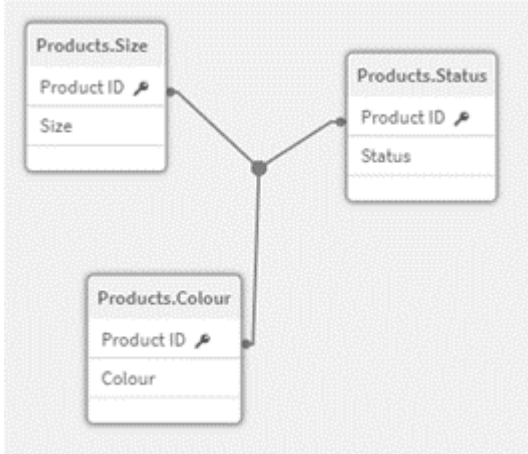 Products.Size
Product ID
Size
Products.Status
Product ID
Status
Products.Colour
Product ID
Colour